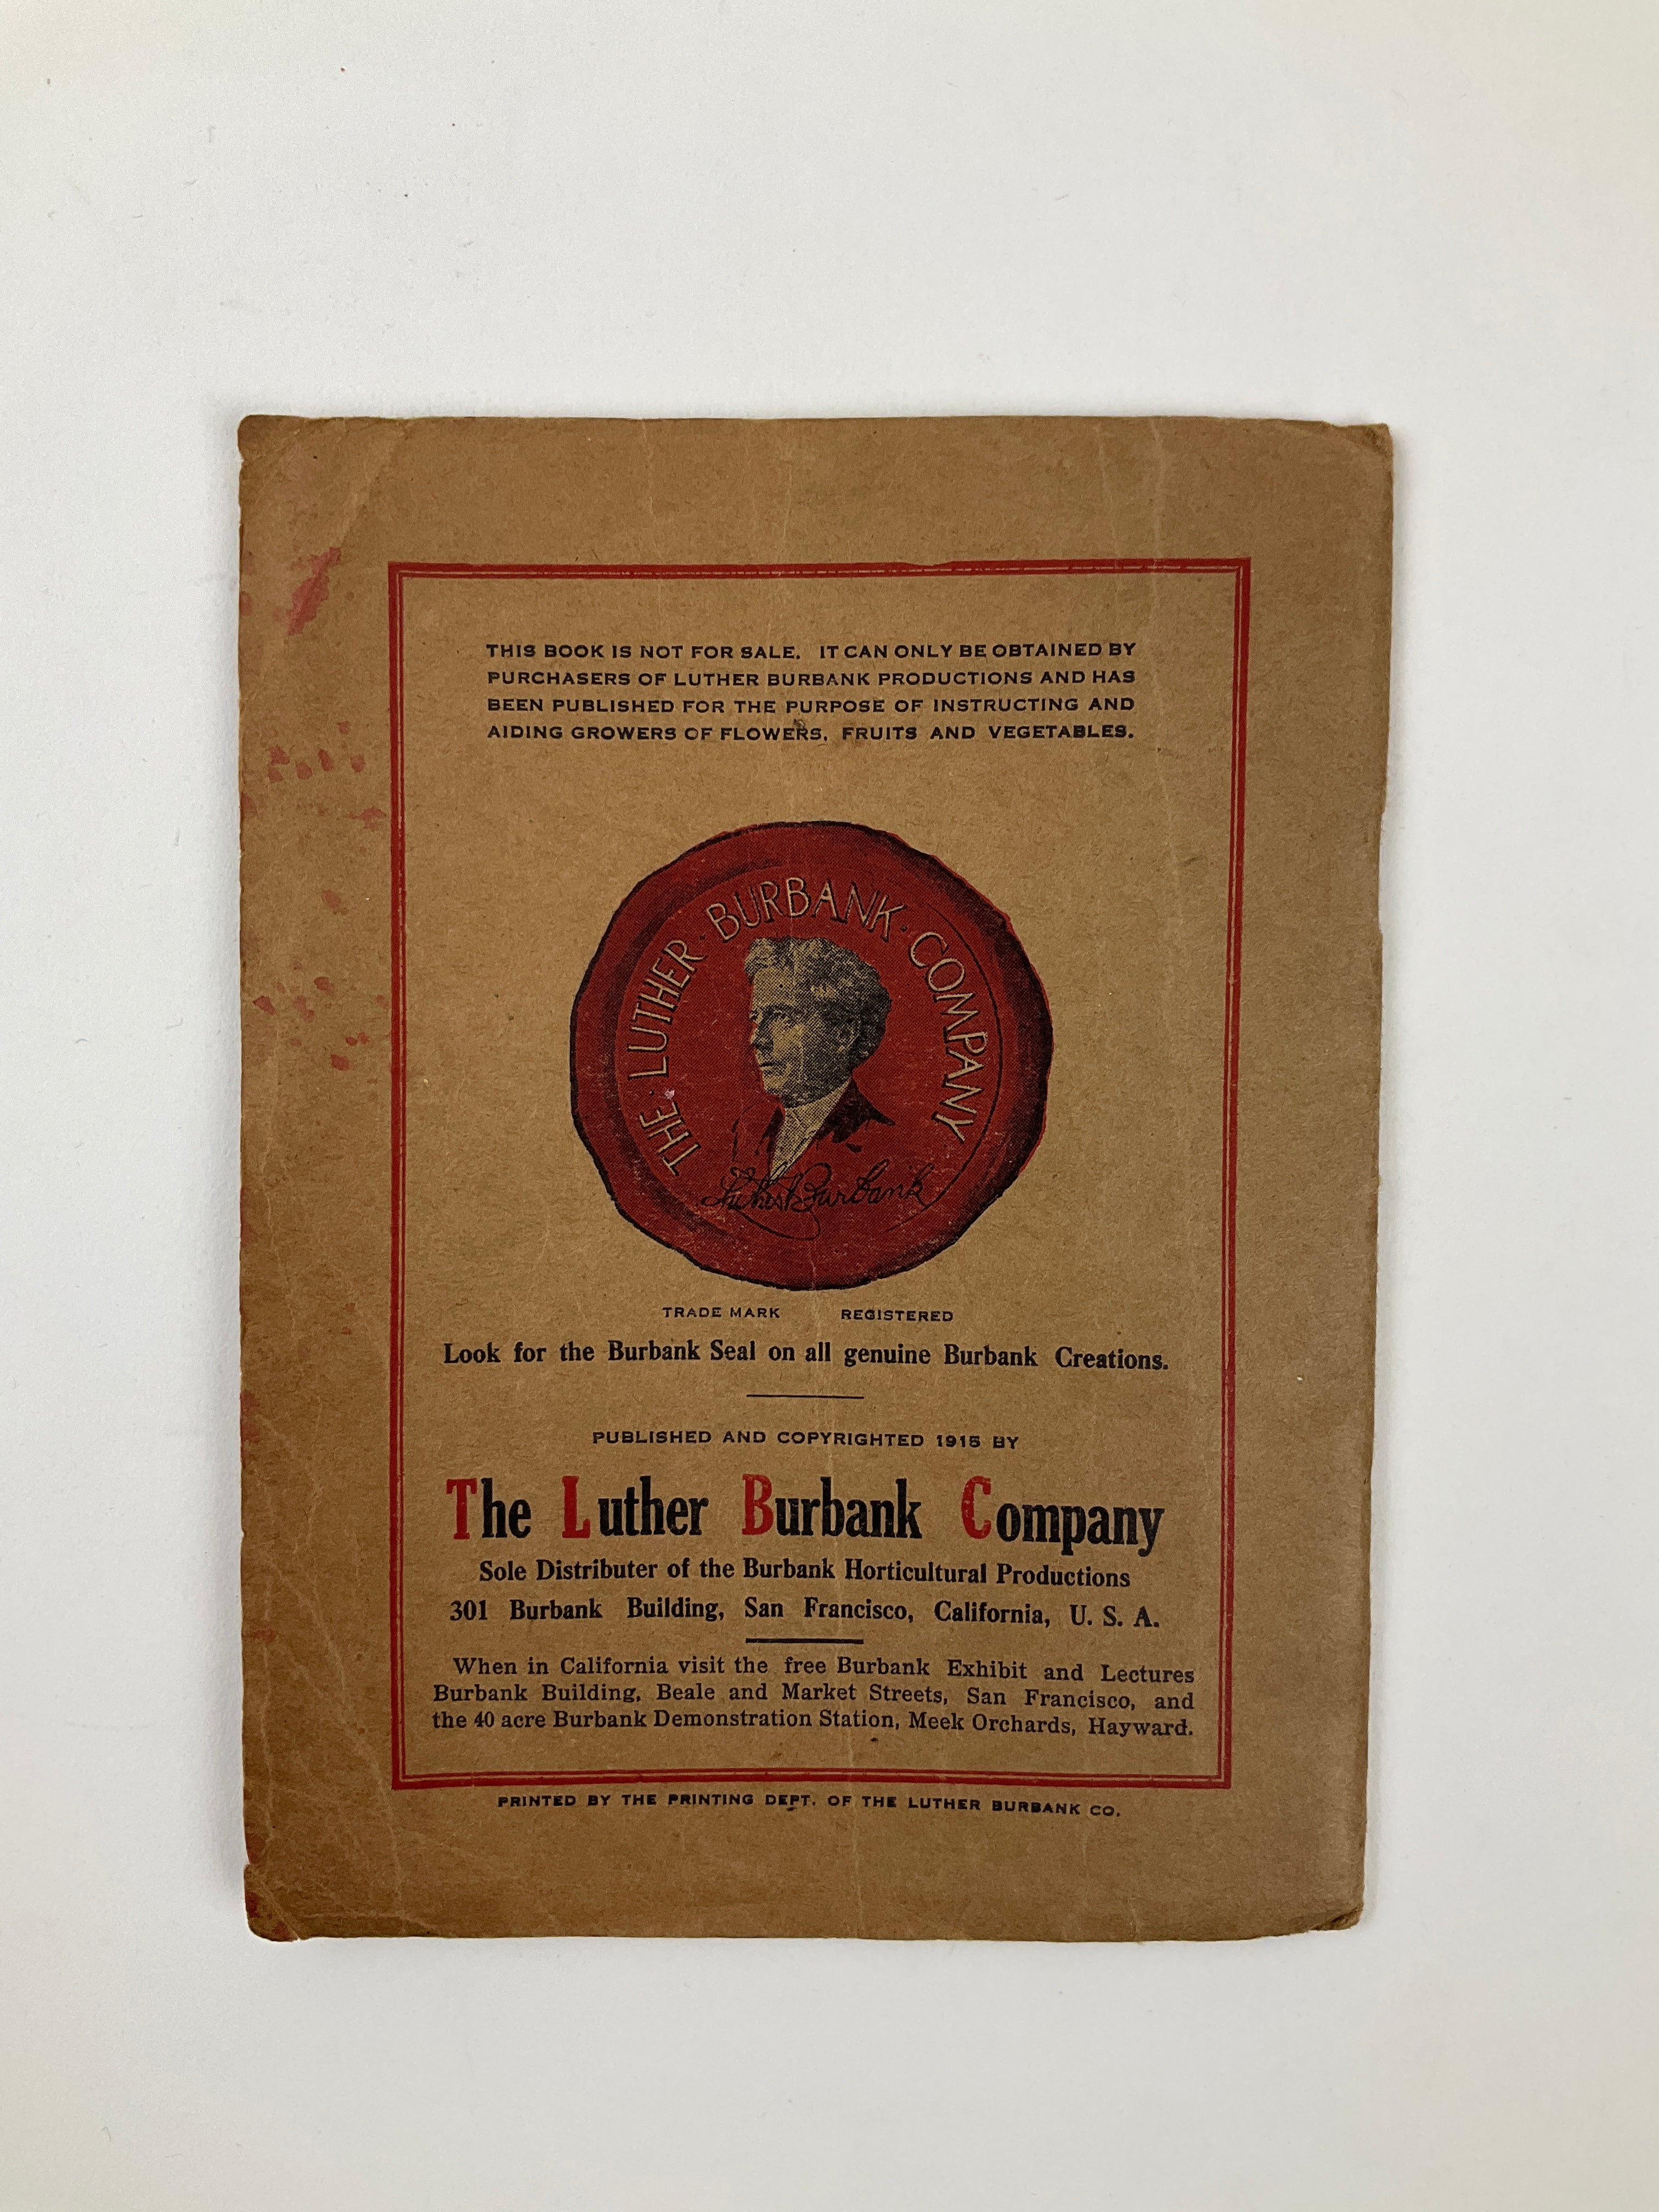 THIS BOOK IS NOT FOR SALE. IT CAN ONLY BE OBTAINED BY
PURCHASERS OF LUTHER BURBANK PRODUCTIONS AND HAS
BEEN PUBLISHED FOR THE PURPOSE OF INSTRUCTING AND
AIDING GROWERS OF FLOWERS, FRUITS AND VEGETABLES.
THE · LUTHER · BURBANK · COMPANY
Luther Burbank
TRADE MARK REGISTERED
Look for the Burbank Seal on all genuine Burbank Creations.
PUBLISHED AND COPYRIGHTED 1915 BY
The Luther Burbank Company
Sole Distributer of the Burbank Horticultural Productions
301 Burbank Building, San Francisco, California, U. S. A.
When in California visit the free Burbank Exhibit and Lectures
Burbank Building, Beale and Market Streets, San Francisco, and
the 40 acre Burbank Demonstration Station, Meek Orchards, Hayward.
PRINTED BY THE PRINTING DEPT. OF THE LUTHER BURBANK CO.